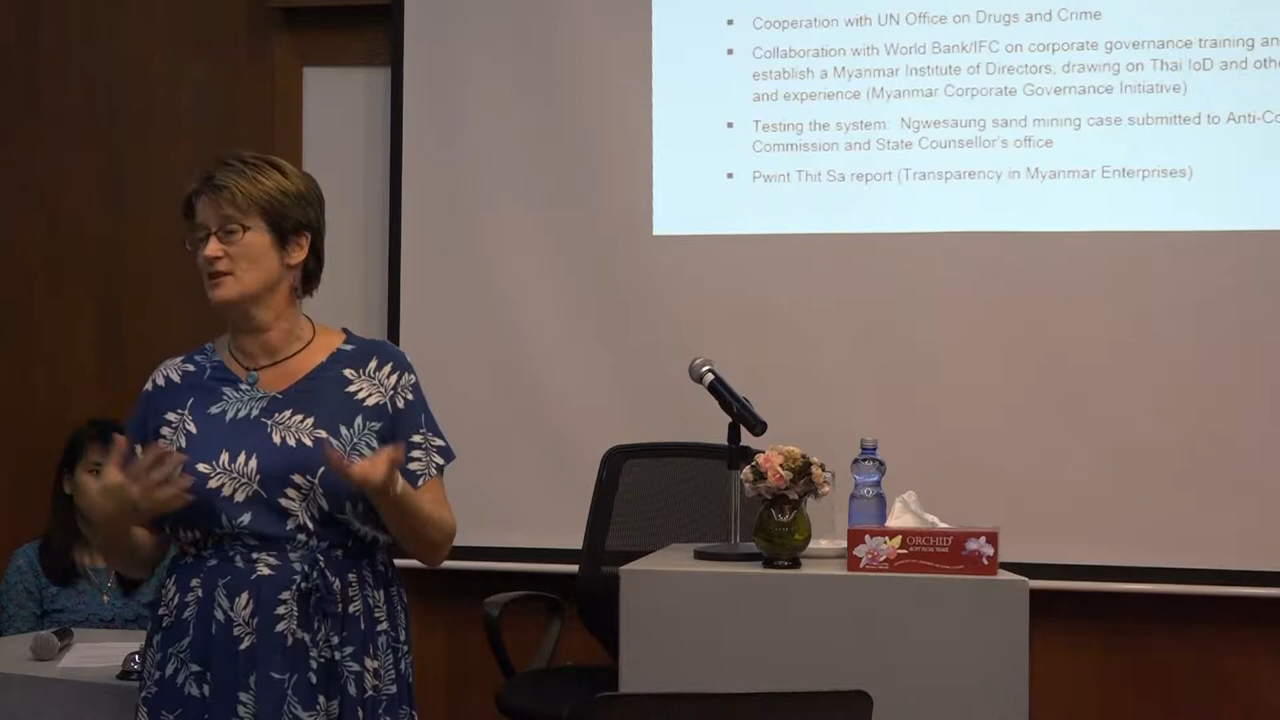 ▪ Cooperation with UN Office on Drugs and Crime
▪ Collaboration with World Bank/IFC on corporate governance training an
establish a Myanmar Institute of Directors, drawing on Thai IoD and oth
and experience (Myanmar Corporate Governance Initiative)
▪ Testing the system: Ngwesaung sand mining case submitted to Anti-Co
Commission and State Counsellor's office
▪ Pwint Thit Sa report (Transparency in Myanmar Enterprises)
ORCHID